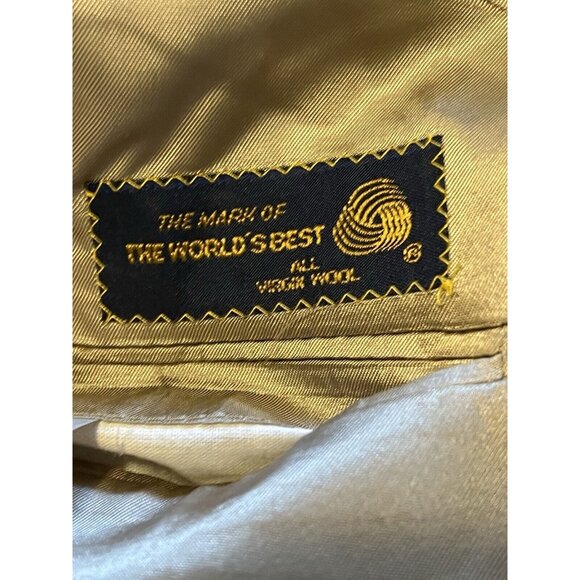 THE MARK OF
THE WORLD'S BEST
ALL
VIRGIN WOOL
®